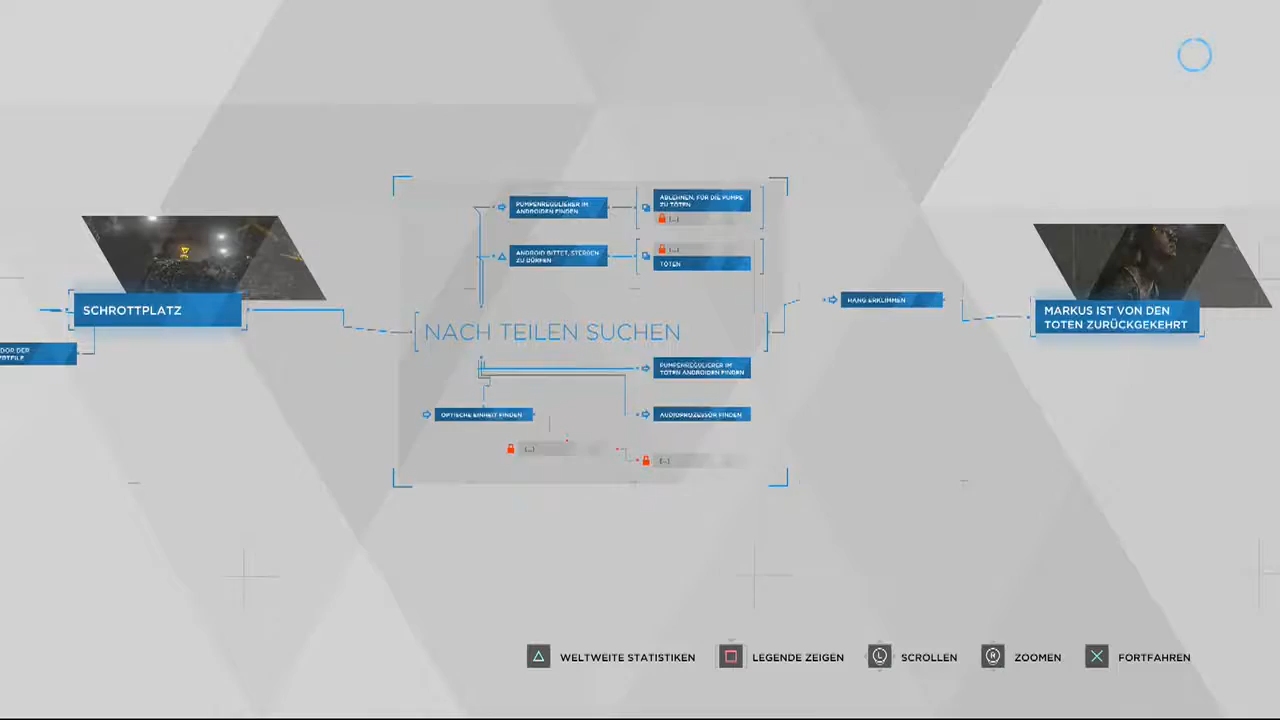 PUMPENREGULIERER IM
ANDROIDEN FINDEN
ABLEHNEN, FÜR DIE PUMPE
ZU TÖTEN
(...)
ANDROID BITTET, STERBEN
ZU DÜRFEN
(...)
TÖTEN
SCHROTTPLATZ
HANG ERKLIMMEN
MARKUS IST VON DEN
TOTEN ZURÜCKGEKEHRT
NACH TEILEN SUCHEN
DOR DER
PUMPENREGULIERER IM
TOTEN ANDROIDEN FINDEN
OPTISCHE EINHEIT FINDEN
AUDIOPROZESSOR FINDEN
(...)
(...)
WELTWEITE STATISTIKEN
LEGENDE ZEIGEN
L SCROLLEN
R ZOOMEN
FORTFAHREN